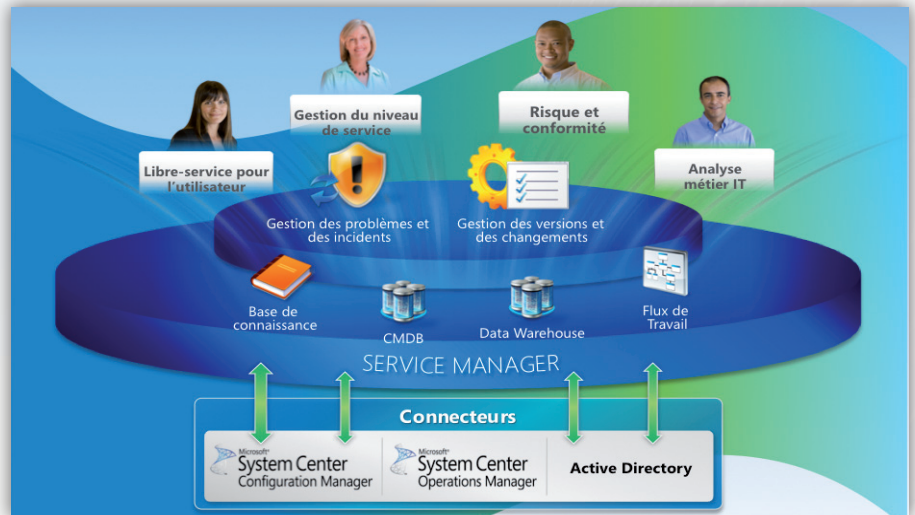 Gestion du niveau
de service
Risque et
conformité
Libre-service pour
l'utilisateur
Analyse
métier IT
Gestion des problèmes et
des incidents
Gestion des versions et
des changements
Base de
connaissance
CMDB
Data Warehouse
Flux de
Travail
SERVICE MANAGER
Connecteurs
Microsoft®
System Center
Configuration Manager
Microsoft®
System Center
Operations Manager
Active Directory